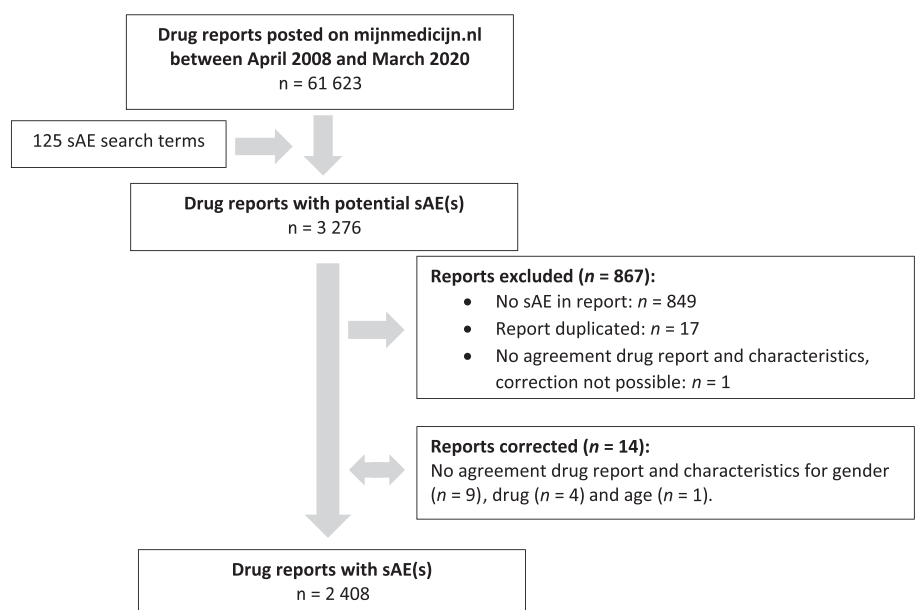 Drug reports posted on mijnmedicijn.nl
between April 2008 and March 2020
n = 61 623
125 sAE search terms
Drug reports with potential sAE(s)
n = 3 276
Reports excluded (n = 867):
• No sAE in report: n = 849
• Report duplicated: n = 17
• No agreement drug report and characteristics,
correction not possible: n = 1
Reports corrected (n = 14):
No agreement drug report and characteristics for gender
(n = 9), drug (n = 4) and age (n = 1).
Drug reports with sAE(s)
n = 2 408